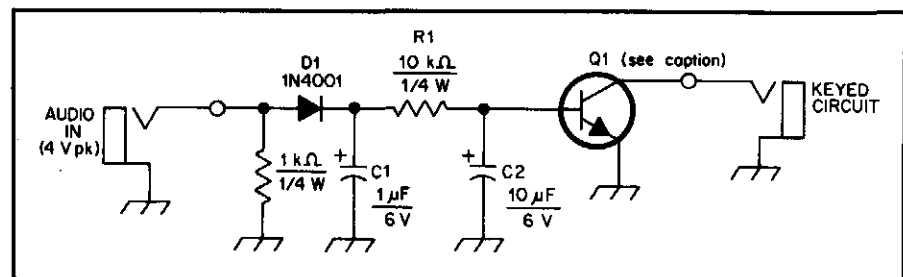 R1
10 kΩ
1/4 W
D1
1N4001
Q1 (see caption)
AUDIO
IN
(4 V pk)
KEYED
CIRCUIT
1 kΩ
1/4 W
+
C1
1 µF
6 V
+
C2
10 µF
6 V